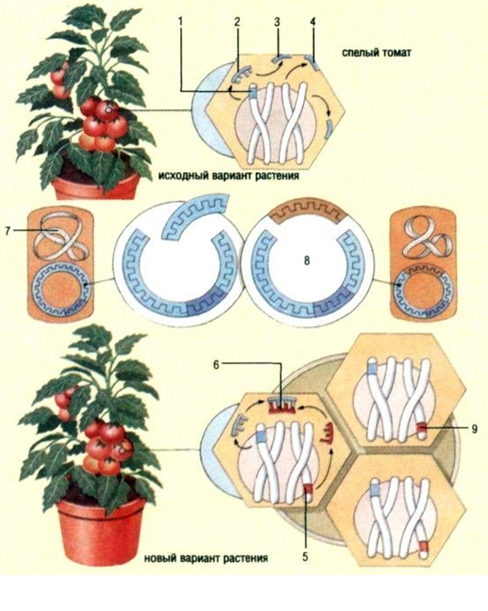 1 2 3 4
спелый томат
исходный вариант растения
7
8
6
9
новый вариант растения
5